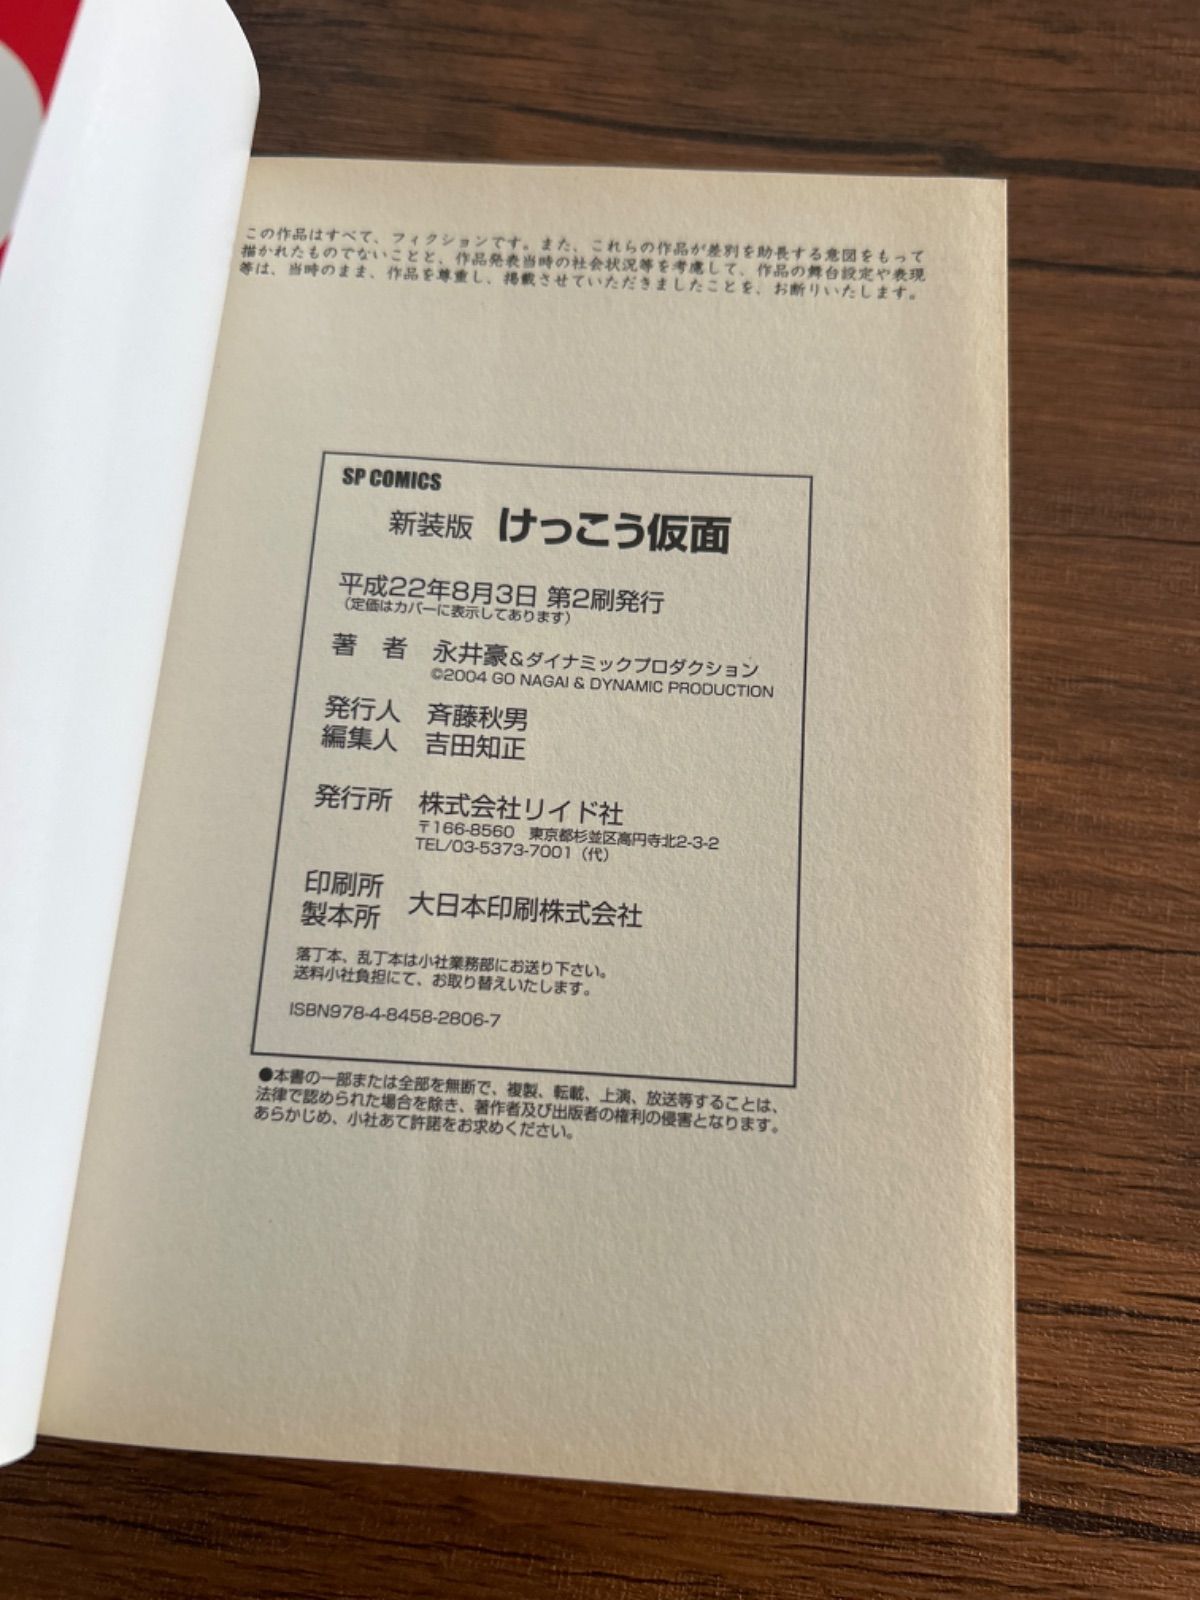 この作品はすべて、フィクションです。また、これらの作品が差別を助長する意図をもって
描かれたものでないことと、作品発表当時の社会状況等を考慮して、作品の舞台設定や表現
等は、当時のまま、作品を尊重し、掲載させていただきましたことを、お断りいたします。
SP COMICS
新装版 けっこう仮面
平成22年8月3日 第2刷発行
(定価はカバーに表示してあります)
著 者 永井豪&ダイナミックプロダクション
©2004 GO NAGAI & DYNAMIC PRODUCTION
発行人 斉藤秋男
編集人 吉田知正
発行所 株式会社リイド社
〒166-8560 東京都杉並区高円寺北2-3-2
TEL/03-5373-7001(代)
印刷所
製本所 大日本印刷株式会社
落丁本、乱丁本は小社業務部にお送り下さい。
送料小社負担にて、お取り替えいたします。
ISBN978-4-8458-2806-7
●本書の一部または全部を無断で、複製、転載、上演、放送等することは、
法律で認められた場合を除き、著作者及び出版者の権利の侵害となります。
あらかじめ、小社あて許諾をお求めください。